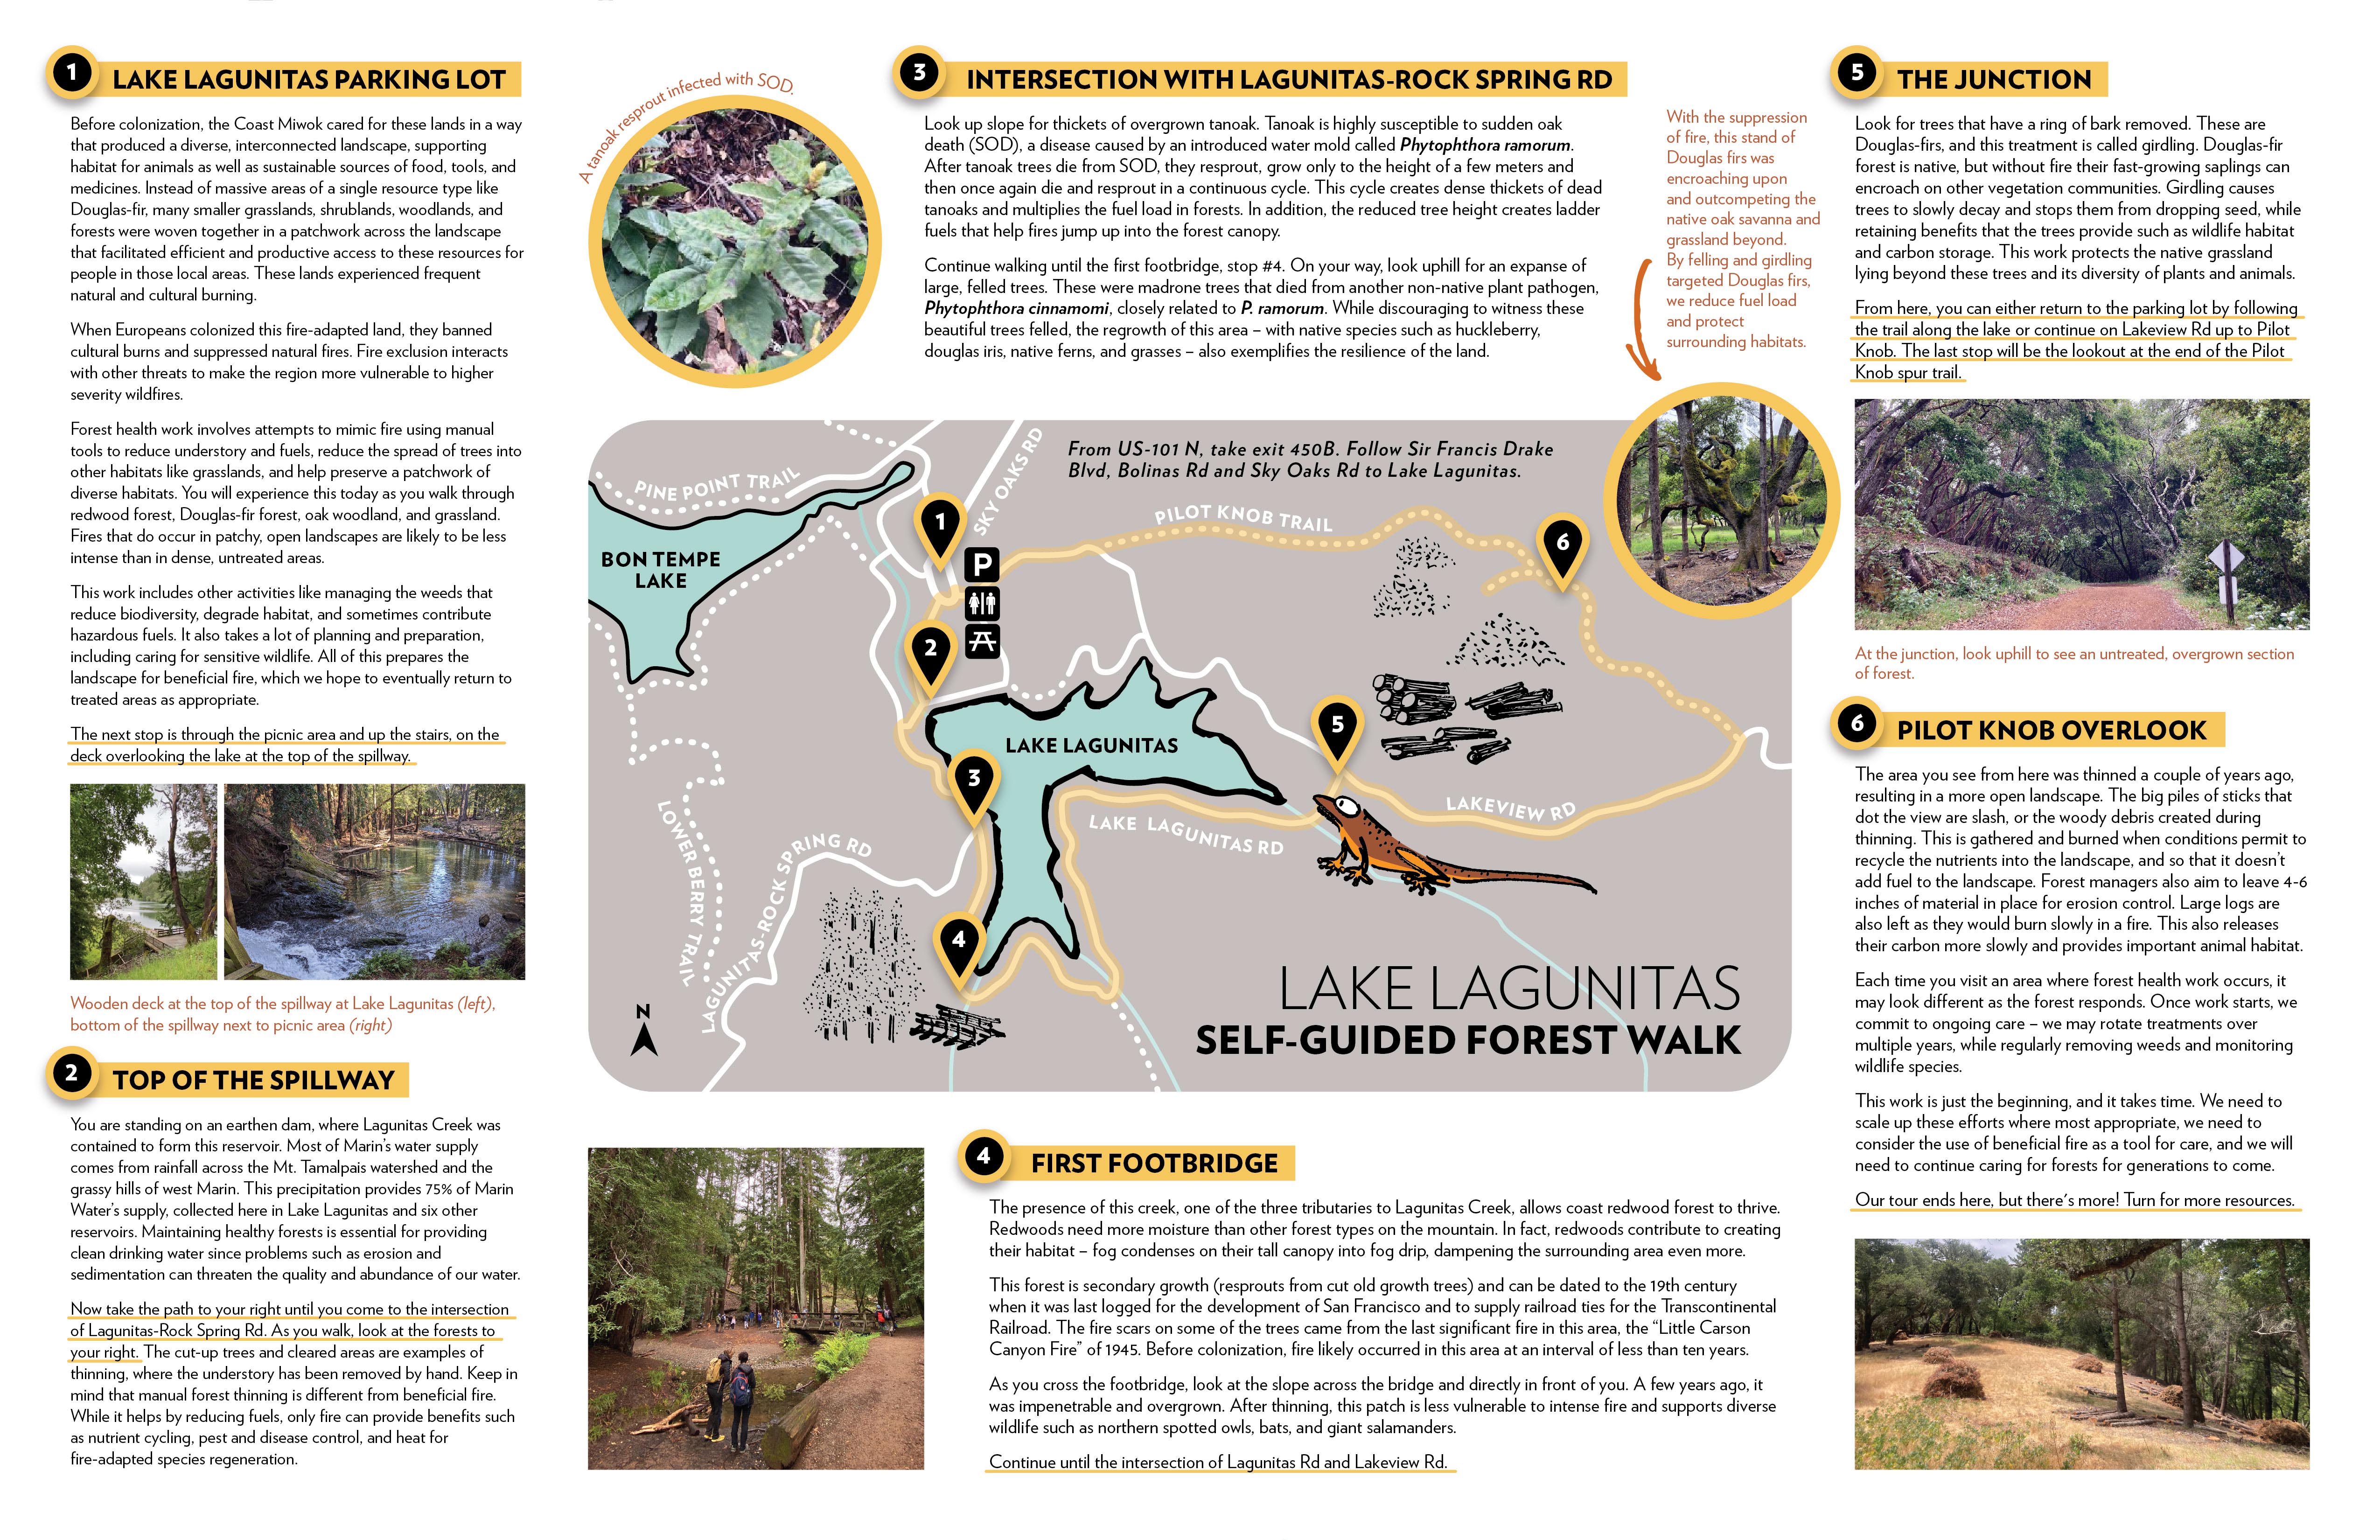 1
LAKE LAGUNITAS PARKING LOT
Before colonization, the Coast Miwok cared for these lands in a way
that produced a diverse, interconnected landscape, supporting
habitat for animals as well as sustainable sources of food, tools, and
medicines. Instead of massive areas of a single resource type like
Douglas-fir, many smaller grasslands, shrublands, woodlands, and
forests were woven together in a patchwork across the landscape
that facilitated efficient and productive access to these resources for
people in those local areas. These lands experienced frequent
natural and cultural burning.
When Europeans colonized this fire-adapted land, they banned
cultural burns and suppressed natural fires. Fire exclusion interacts
with other threats to make the region more vulnerable to higher
severity wildfires.
Forest health work involves attempts to mimic fire using manual
tools to reduce understory and fuels, reduce the spread of trees into
other habitats like grasslands, and help preserve a patchwork of
diverse habitats. You will experience this today as you walk through
redwood forest, Douglas-fir forest, oak woodland, and grassland.
Fires that do occur in patchy, open landscapes are likely to be less
intense than in dense, untreated areas.
This work includes other activities like managing the weeds that
reduce biodiversity, degrade habitat, and sometimes contribute
hazardous fuels. It also takes a lot of planning and preparation,
including caring for sensitive wildlife. All of this prepares the
landscape for beneficial fire, which we hope to eventually return to
treated areas as appropriate.
The next stop is through the picnic area and up the stairs, on the
deck overlooking the lake at the top of the spillway.
Wooden deck at the top of the spillway at Lake Lagunitas (left),
bottom of the spillway next to picnic area (right)
2
TOP OF THE SPILLWAY
You are standing on an earthen dam, where Lagunitas Creek was
contained to form this reservoir. Most of Marin's water supply
comes from rainfall across the Mt. Tamalpais watershed and the
grassy hills of west Marin. This precipitation provides 75% of Marin
Water's supply, collected here in Lake Lagunitas and six other
reservoirs. Maintaining healthy forests is essential for providing
clean drinking water since problems such as erosion and
sedimentation can threaten the quality and abundance of our water.
Now take the path to your right until you come to the intersection
of Lagunitas-Rock Spring Rd. As you walk, look at the forests to
your right. The cut-up trees and cleared areas are examples of
thinning, where the understory has been removed by hand. Keep in
mind that manual forest thinning is different from beneficial fire.
While it helps by reducing fuels, only fire can provide benefits such
as nutrient cycling, pest and disease control, and heat for
fire-adapted species regeneration.
A tanoak resprout infected with SOD.
3
INTERSECTION WITH LAGUNITAS-ROCK SPRING RD
Look up slope for thickets of overgrown tanoak. Tanoak is highly susceptible to sudden oak
death (SOD), a disease caused by an introduced water mold called Phytophthora ramorum.
After tanoak trees die from SOD, they resprout, grow only to the height of a few meters and
then once again die and resprout in a continuous cycle. This cycle creates dense thickets of dead
tanoaks and multiplies the fuel load in forests. In addition, the reduced tree height creates ladder
fuels that help fires jump up into the forest canopy.
Continue walking until the first footbridge, stop #4. On your way, look uphill for an expanse of
large, felled trees. These were madrone trees that died from another non-native plant pathogen,
Phytophthora cinnamomi, closely related to P. ramorum. While discouraging to witness these
beautiful trees felled, the regrowth of this area – with native species such as huckleberry,
douglas iris, native ferns, and grasses – also exemplifies the resilience of the land.
With the suppression
of fire, this stand of
Douglas firs was
encroaching upon
and outcompeting the
native oak savanna and
grassland beyond.
By felling and girdling
targeted Douglas firs,
we reduce fuel load
and protect
surrounding habitats.
From US-101 N, take exit 450B. Follow Sir Francis Drake
Blvd, Bolinas Rd and Sky Oaks Rd to Lake Lagunitas.
PINE POINT TRAIL
SKY OAKS RD
PILOT KNOB TRAIL
BON TEMPE
LAKE
1
P
2
6
5
LAKE LAGUNITAS
3
LAKEVIEW RD
LAKE LAGUNITAS RD
LOWER BERRY TRAIL
LAGUNITAS-ROCK SPRING RD
4
N
LAKE LAGUNITAS
SELF-GUIDED FOREST WALK
4
FIRST FOOTBRIDGE
The presence of this creek, one of the three tributaries to Lagunitas Creek, allows coast redwood forest to thrive.
Redwoods need more moisture than other forest types on the mountain. In fact, redwoods contribute to creating
their habitat – fog condenses on their tall canopy into fog drip, dampening the surrounding area even more.
This forest is secondary growth (resprouts from cut old growth trees) and can be dated to the 19th century
when it was last logged for the development of San Francisco and to supply railroad ties for the Transcontinental
Railroad. The fire scars on some of the trees came from the last significant fire in this area, the “Little Carson
Canyon Fire” of 1945. Before colonization, fire likely occurred in this area at an interval of less than ten years.
As you cross the footbridge, look at the slope across the bridge and directly in front of you. A few years ago, it
was impenetrable and overgrown. After thinning, this patch is less vulnerable to intense fire and supports diverse
wildlife such as northern spotted owls, bats, and giant salamanders.
Continue until the intersection of Lagunitas Rd and Lakeview Rd.
5
THE JUNCTION
Look for trees that have a ring of bark removed. These are
Douglas-firs, and this treatment is called girdling. Douglas-fir
forest is native, but without fire their fast-growing saplings can
encroach on other vegetation communities. Girdling causes
trees to slowly decay and stops them from dropping seed, while
retaining benefits that the trees provide such as wildlife habitat
and carbon storage. This work protects the native grassland
lying beyond these trees and its diversity of plants and animals.
From here, you can either return to the parking lot by following
the trail along the lake or continue on Lakeview Rd up to Pilot
Knob. The last stop will be the lookout at the end of the Pilot
Knob spur trail.
At the junction, look uphill to see an untreated, overgrown section
of forest.
6
PILOT KNOB OVERLOOK
The area you see from here was thinned a couple of years ago,
resulting in a more open landscape. The big piles of sticks that
dot the view are slash, or the woody debris created during
thinning. This is gathered and burned when conditions permit to
recycle the nutrients into the landscape, and so that it doesn't
add fuel to the landscape. Forest managers also aim to leave 4-6
inches of material in place for erosion control. Large logs are
also left as they would burn slowly in a fire. This also releases
their carbon more slowly and provides important animal habitat.
Each time you visit an area where forest health work occurs, it
may look different as the forest responds. Once work starts, we
commit to ongoing care – we may rotate treatments over
multiple years, while regularly removing weeds and monitoring
wildlife species.
This work is just the beginning, and it takes time. We need to
scale up these efforts where most appropriate, we need to
consider the use of beneficial fire as a tool for care, and we will
need to continue caring for forests for generations to come.
Our tour ends here, but there's more! Turn for more resources.